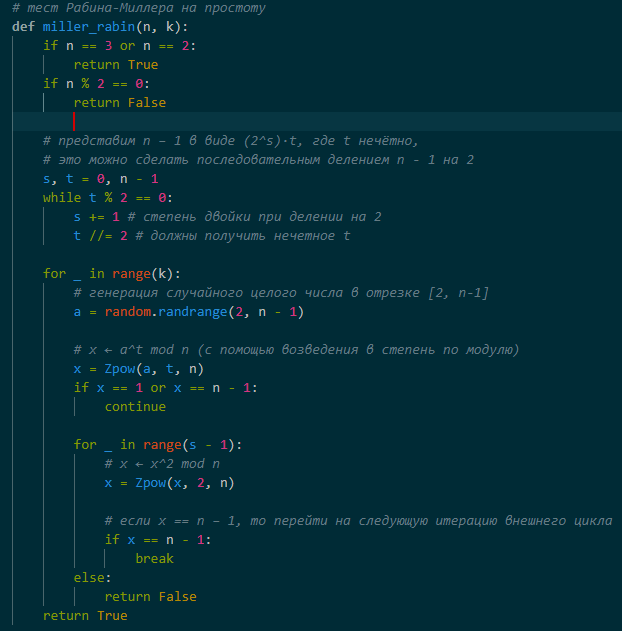 # тест Рабина-Миллера на простоту
def miller_rabin(n, k):
    if n == 3 or n == 2:
        return True
    if n % 2 == 0:
        return False
    # представим n – 1 в виде (2^s)·t, где t нечётно,
    # это можно сделать последовательным делением n - 1 на 2
    s, t = 0, n - 1
    while t % 2 == 0:
        s += 1 # степень двойки при делении на 2
        t //= 2 # должны получить нечетное t
    for _ in range(k):
        # генерация случайного целого числа в отрезке [2, n-1]
        a = random.randrange(2, n - 1)
        # x ← a^t mod n (с помощью возведения в степень по модулю)
        x = Zpow(a, t, n)
        if x == 1 or x == n - 1:
            continue
        for _ in range(s - 1):
            # x ← x^2 mod n
            x = Zpow(x, 2, n)
            # если x == n – 1, то перейти на следующую итерацию внешнего цикла
            if x == n - 1:
                break
        else:
            return False
    return True